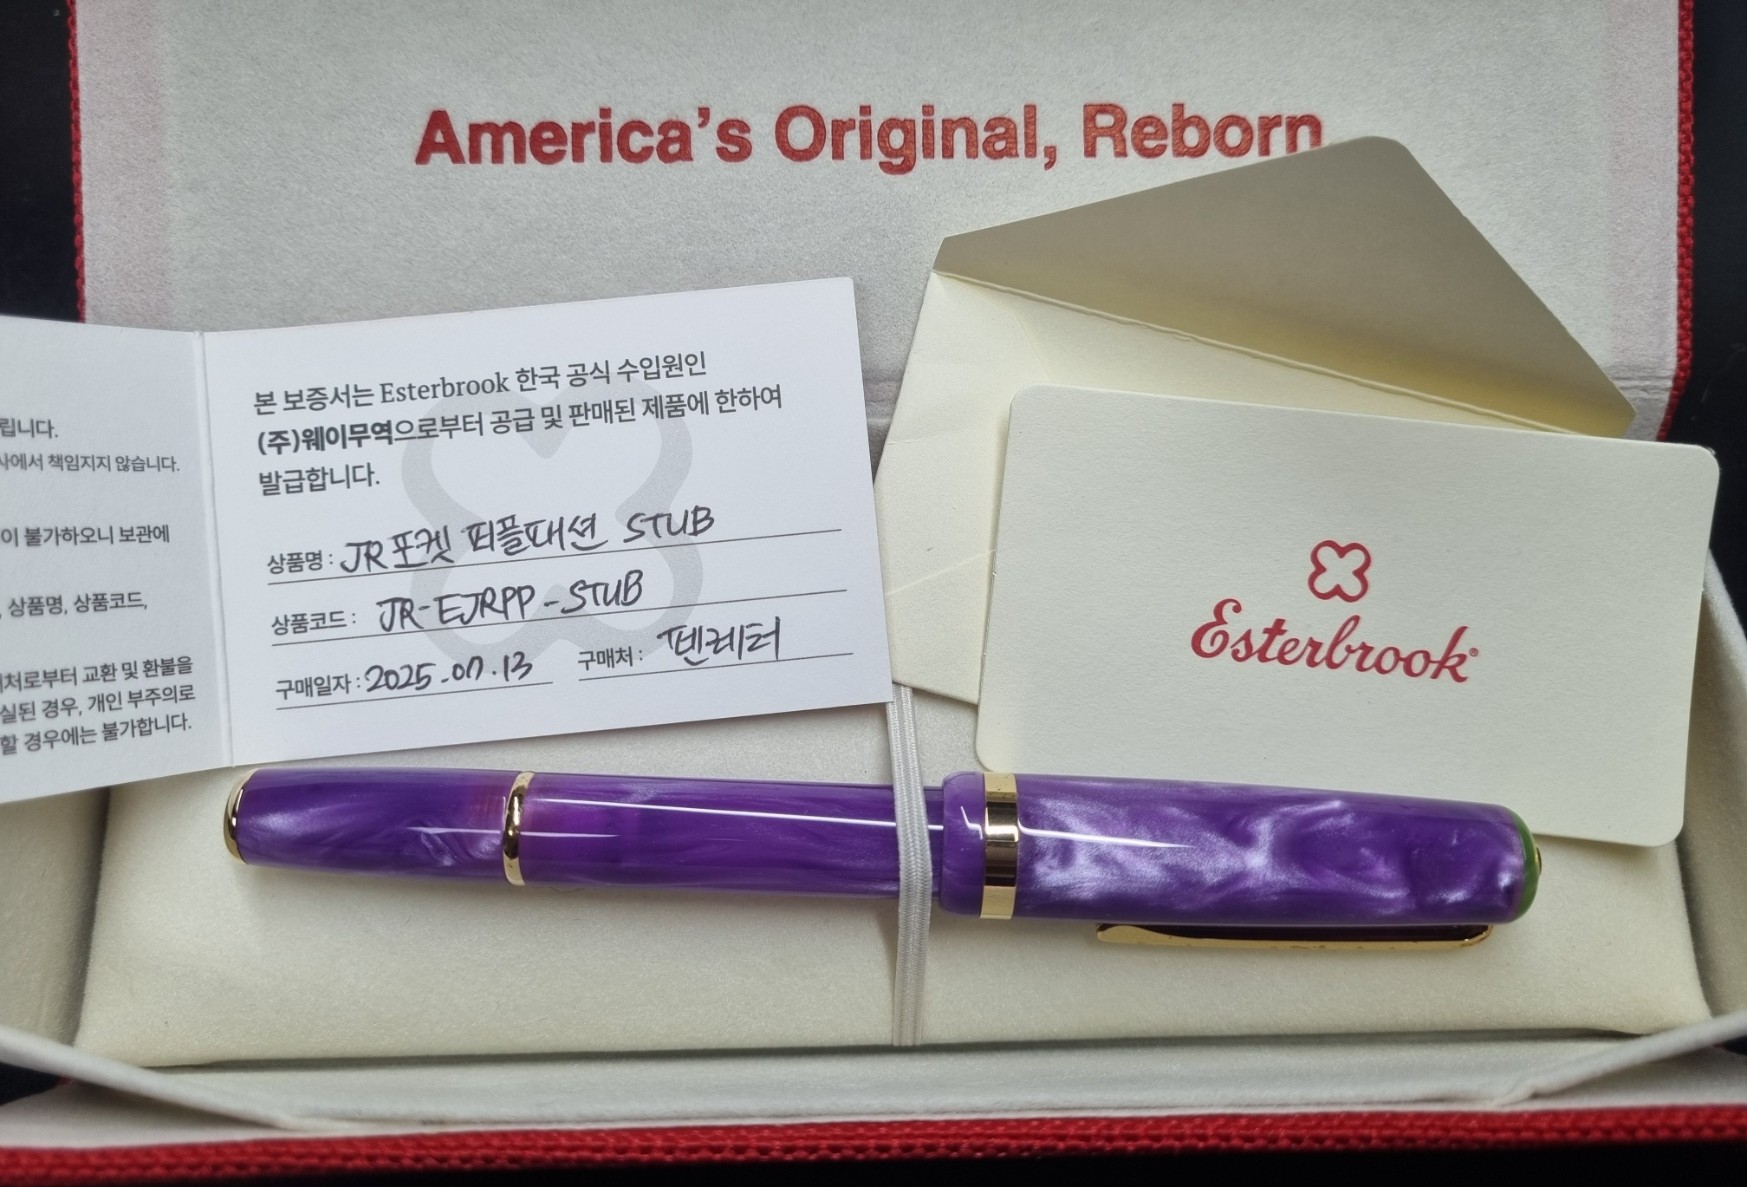 America's Original, Reborn
립니다.
사에서 책임지지 않습니다.
이 불가하오니 보관에
, 상품명, 상품코드,
처로부터 교환 및 환불을
실된 경우, 개인 부주의로
할 경우에는 불가합니다.
본 보증서는 Esterbrook 한국 공식 수입원인
(주)웨이무역으로부터 공급 및 판매된 제품에 한하여
발급합니다.
상품명 : JR포켓 퍼플패션 STUB
상품코드 : JR-EJRPP-STUB
구매일자 : 2025.07.13 구매처 : 펜레터
Esterbrook®